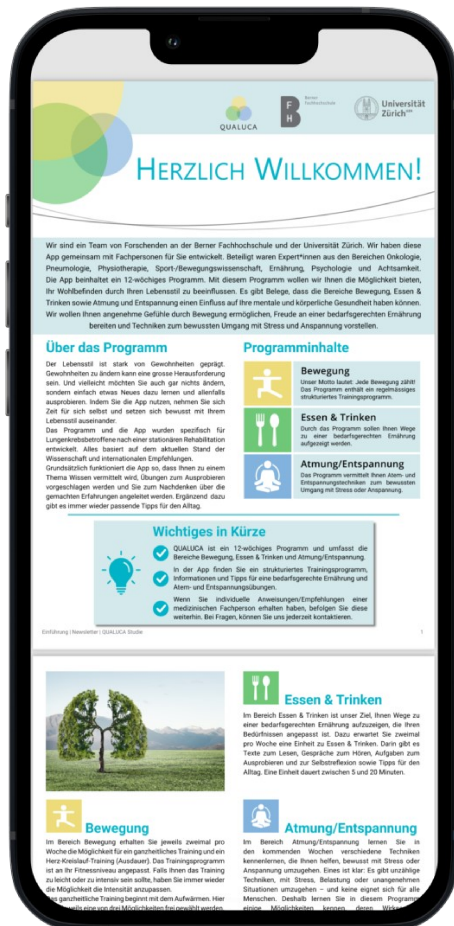 QUALUCA
B
F
H
Berner
Fachhochschule
Universität
Zürich
HERZLICH WILLKOMMEN!
Wir sind ein Team von Forschenden an der Berner Fachhochschule und der Universität Zürich. Wir haben diese
App gemeinsam mit Fachpersonen für Sie entwickelt. Beteiligt waren Expert*innen aus den Bereichen Onkologie,
Pneumologie, Physiotherapie, Sport-/Bewegungswissenschaft, Ernährung, Psychologie und Achtsamkeit.
Die App beinhaltet ein 12-wöchiges Programm. Mit diesem Programm wollen wir Ihnen die Möglichkeit bieten,
Ihr Wohlbefinden durch Ihren Lebensstil zu beeinflussen. Es gibt Belege, dass die Bereiche Bewegung, Essen &
Trinken sowie Atmung und Entspannung einen Einfluss auf Ihre mentale und körperliche Gesundheit haben können.
Wir wollen Ihnen angenehme Gefühle durch Bewegung ermöglichen, Freude an einer bedarfsgerechten Ernährung
bereiten und Techniken zum bewussten Umgang mit Stress und Anspannung vorstellen.
Über das Programm
Der Lebensstil ist stark von Gewohnheiten geprägt.
Gewohnheiten zu ändern kann eine grosse Herausforderung
sein. Und vielleicht möchten Sie auch gar nichts ändern,
sondern einfach etwas Neues dazu lernen und allenfalls
ausprobieren. Indem Sie die App nutzen, nehmen Sie sich
Zeit für sich selbst und setzen sich bewusst mit Ihrem
Lebensstil auseinander.
Das Programm und die App wurden spezifisch für
Lungenkrebsbetroffene nach einer stationären Rehabilitation
entwickelt. Alles basiert auf dem aktuellen Stand der
Wissenschaft und internationalen Empfehlungen.
Grundsätzlich funktioniert die App so, dass Ihnen zu einem
Thema Wissen vermittelt wird, Übungen zum Ausprobieren
vorgeschlagen werden und Sie zum Nachdenken über die
gemachten Erfahrungen angeleitet werden. Ergänzend dazu
gibt es immer wieder passende Tipps für den Alltag.
Programminhalte
Bewegung
Unser Motto lautet: Jede Bewegung zählt!
Das Programm enthält ein regelmässiges
strukturiertes Trainingsprogramm.
Essen & Trinken
Durch das Programm sollen Ihnen Wege
zu einer bedarfsgerechten Ernährung
aufgezeigt werden.
Atmung/Entspannung
Das Programm vermittelt Ihnen Atem- und
Entspannungstechniken zum bewussten
Umgang mit Stress oder Anspannung.
Wichtiges in Kürze
QUALUCA ist ein 12-wöchiges Programm und umfasst die
Bereiche Bewegung, Essen & Trinken und Atmung/Entspannung.
In der App finden Sie ein strukturiertes Trainingsprogramm,
Informationen und Tipps für eine bedarfsgerechte Ernährung und
Atem- und Entspannungsübungen.
Wenn Sie individuelle Anweisungen/Empfehlungen einer
medizinischen Fachperson erhalten haben, befolgen Sie diese
weiterhin. Bei Fragen, können Sie uns jederzeit kontaktieren.
Einführung | Newsletter | QUALUCA Studie
1
Essen & Trinken
Im Bereich Essen & Trinken ist unser Ziel, Ihnen Wege zu
einer bedarfsgerechten Ernährung aufzuzeigen, die Ihren
Bedürfnissen angepasst ist. Dazu erwartet Sie zweimal
pro Woche eine Einheit zu Essen & Trinken. Darin gibt es
Texte zum Lesen, Gespräche zum Hören, Aufgaben zum
Ausprobieren und zur Selbstreflexion sowie Tipps für den
Alltag. Eine Einheit dauert zwischen 5 und 20 Minuten.
Bewegung
Im Bereich Bewegung erhalten Sie jeweils zweimal pro
Woche die Möglichkeit für ein ganzheitliches Training und ein
Herz-Kreislauf-Training (Ausdauer). Das Trainingsprogramm
ist an Ihr Fitnessniveau angepasst. Falls Ihnen das Training
zu leicht oder zu intensiv sein sollte, haben Sie immer wieder
die Möglichkeit die Intensität anzupassen.
Das ganzheitliche Training beginnt mit dem Aufwärmen. Hier
jeweils eine von drei Möglichkeiten frei gewählt werden
Atmung/Entspannung
Im Bereich Atmung/Entspannung lernen Sie in
den kommenden Wochen verschiedene Techniken
kennenlernen, die Ihnen helfen, bewusst mit Stress oder
Anspannung umzugehen. Eines ist klar: Es gibt unzählige
Techniken, mit Stress, Belastung oder unangenehmen
Situationen umzugehen – und keine eignet sich für alle
Menschen. Deshalb lernen Sie in diesem Programm
einige Möglichkeiten kennen, deren